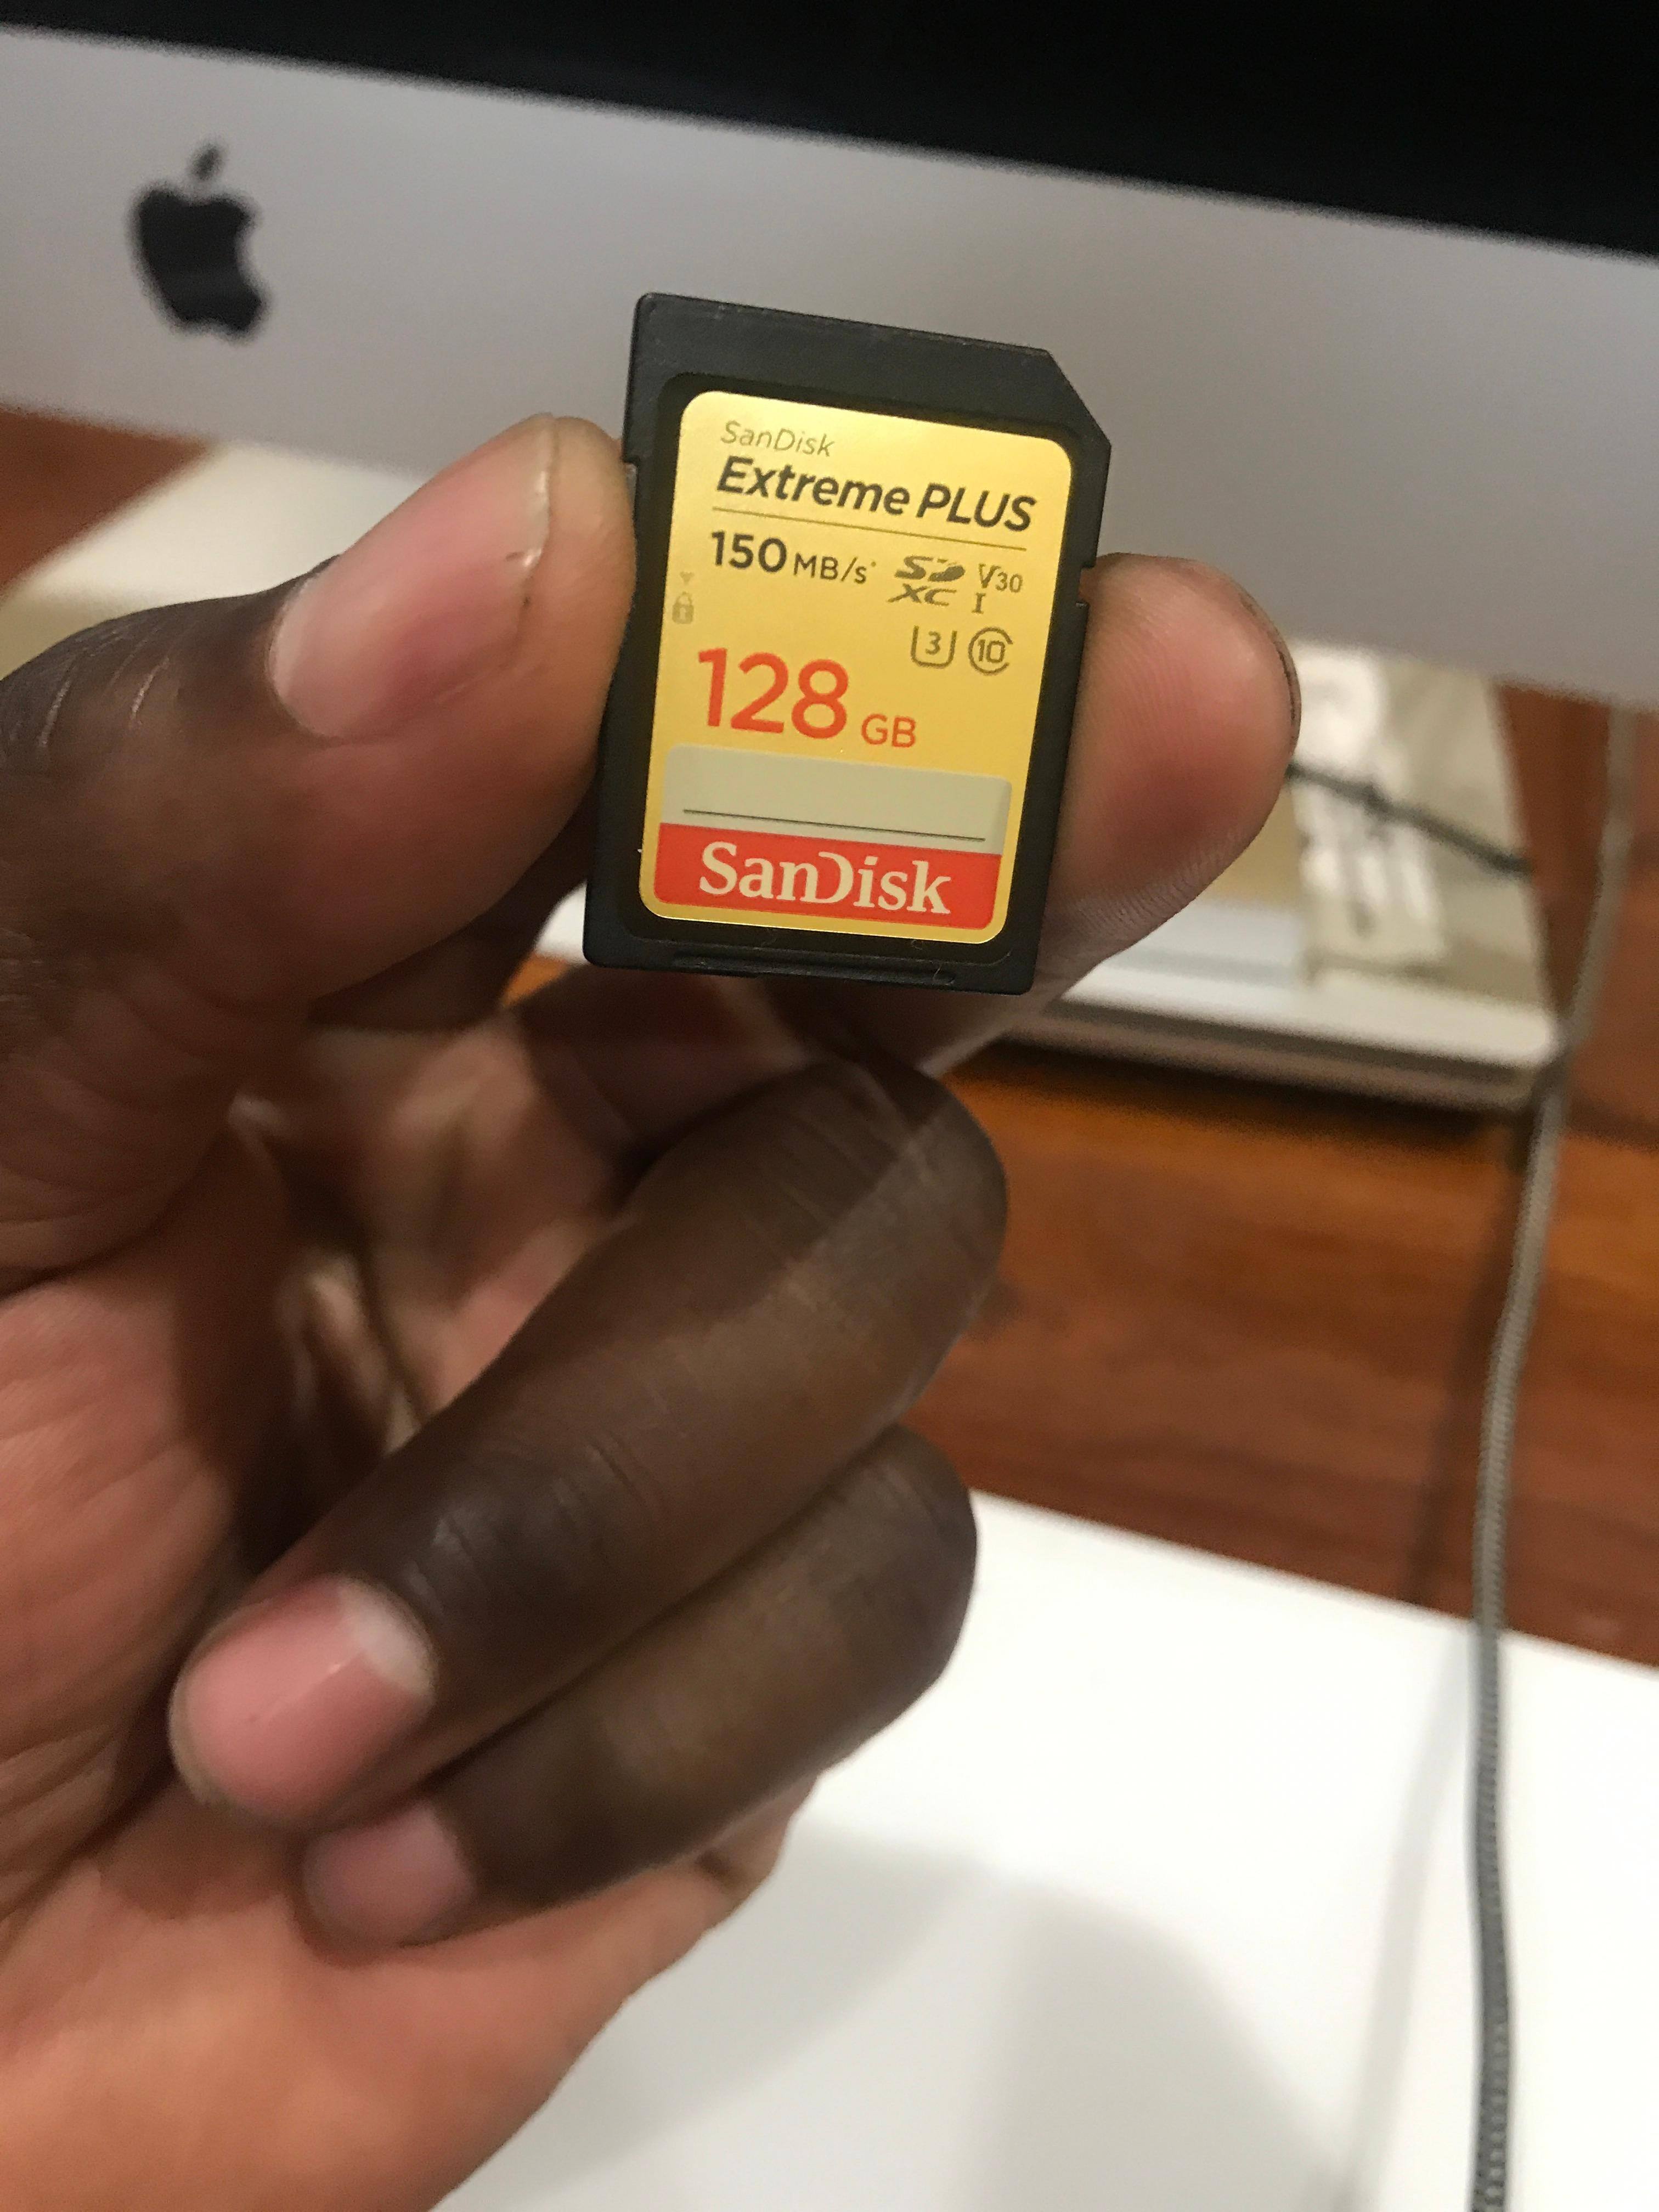 SanDisk
Extreme PLUS
150 MB/s* SD XC V30 I
3 10
128 GB
SanDisk